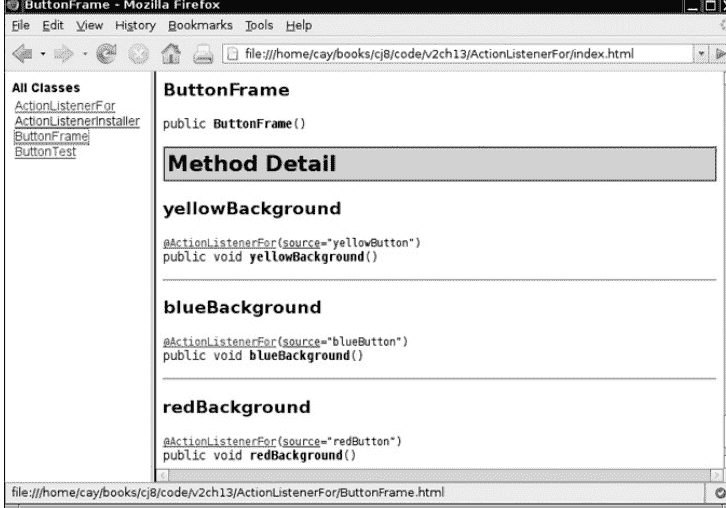 ButtonFrame - Mozilla Firefox
File Edit View History Bookmarks Tools Help
file:///home/cay/books/cj8/code/v2ch13/ActionListenerFor/index.html
All Classes
ActionListenerFor
ActionListenerInstaller
ButtonFrame
ButtonTest
ButtonFrame
public ButtonFrame()
Method Detail
yellowBackground
@ActionListenerFor(source="yellowButton")
public void yellowBackground()
blueBackground
@ActionListenerFor(source="blueButton")
public void blueBackground()
redBackground
@ActionListenerFor(source="redButton")
public void redBackground()
file:///home/cay/books/cj8/code/v2ch13/ActionListenerFor/ButtonFrame.html